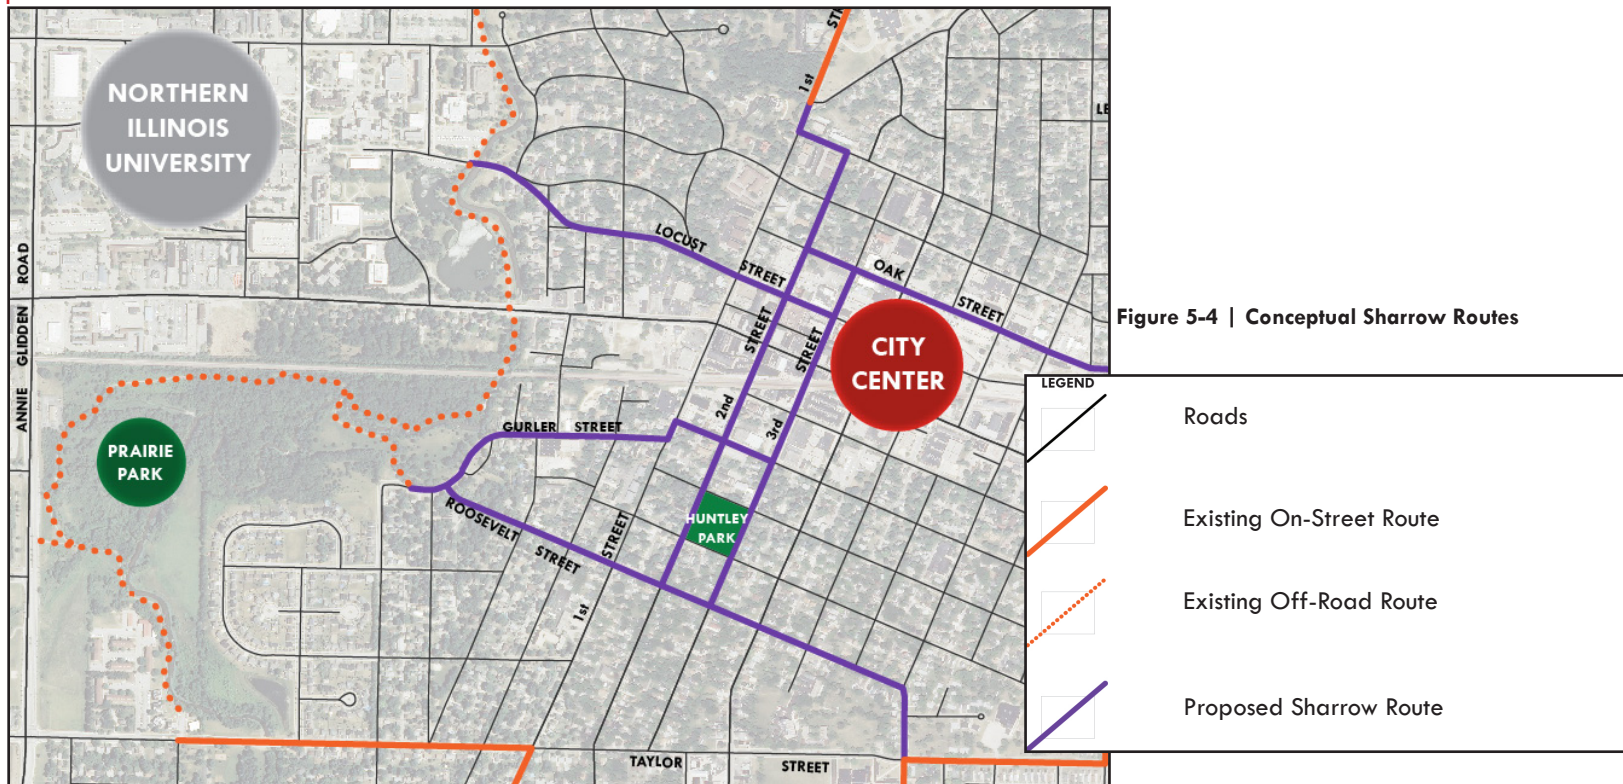 NORTHERN
ILLINOIS
UNIVERSITY
1st
LOCUST
STREET
OAK
STREET
ANNIE GLIDDEN ROAD
STREET
STREET
CITY
CENTER
2nd
3rd
GURLER STREET
PRAIRIE
PARK
ROOSEVELT
STREET
STREET
1st
HUNTLEY
PARK
TAYLOR STREET
Figure 5-4 | Conceptual Sharrow Routes
LEGEND
Roads
Existing On-Street Route
Existing Off-Road Route
Proposed Sharrow Route